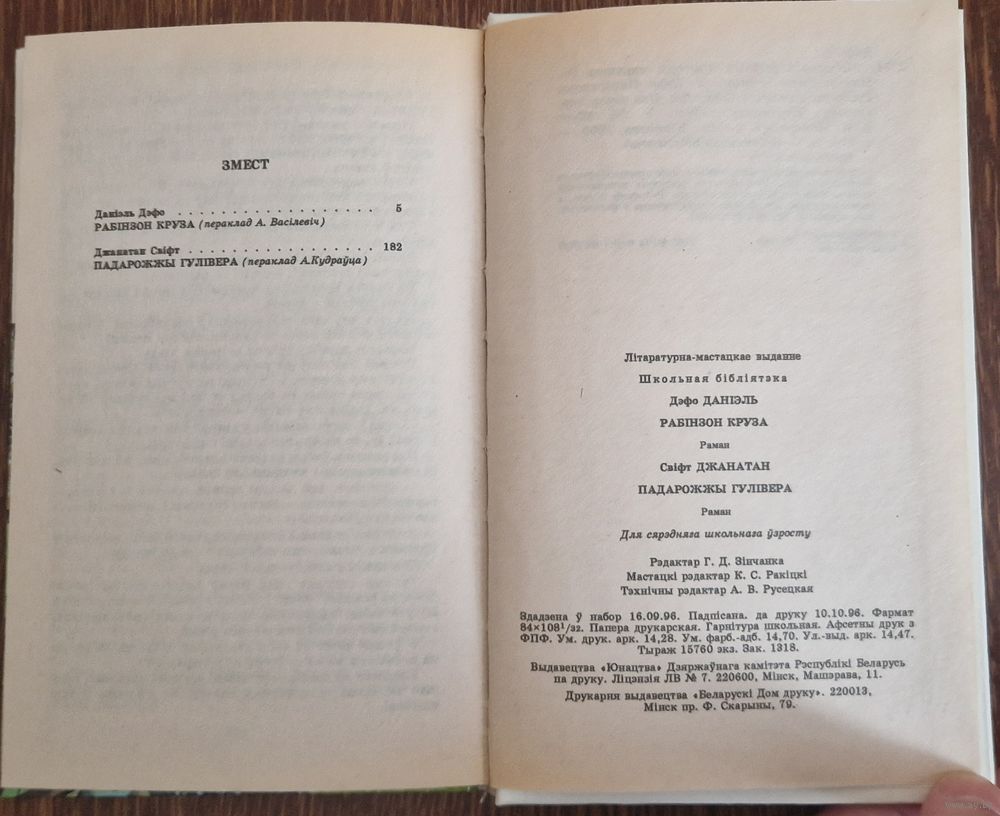 ЗМЕСТ
Даніэль Дэфо . . . . . . . . . . . . . . . . . . . 5
РАБІНЗОН КРУЗА (пераклад А. Васілевіч)
Джанатан Свіфт . . . . . . . . . . . . . . . . . . 182
ПАДАРОЖЖЫ ГУЛІВЕРА (пераклад А.Кудраўца)
Літаратурна-мастацкае выданне
Школьная бібліятэка
Дэфо ДАНІЭЛЬ
РАБІНЗОН КРУЗА
Раман
Свіфт ДЖАНАТАН
ПАДАРОЖЖЫ ГУЛІВЕРА
Раман
Для сярэдняга школьнага ўзросту
Рэдактар Г. Д. Зінчанка
Мастацкі рэдактар К. С. Ракіцкі
Тэхнічны рэдактар А. В. Русецкая
Здадзена ў набор 16.09.96. Падпісана. да друку 10.10.96. Фармат
84×108¹/₃₂. Папера друкарская. Гарнітура школьная. Афсетны друк з
ФПФ. Ум. друк. арк. 14,28. Ум. фарб.-адб. 14,70. Ул.-выд. арк. 14,47.
Тыраж 15760 экз. Зак. 1318.
Выдавецтва «Юнацтва» Дзяржаўнага камітэта Рэспублікі Беларусь
па друку. Ліцэнзія ЛВ № 7. 220600, Мінск, Машэрава, 11.
Друкарня выдавецтва «Беларускі Дом друку». 220013,
Мінск пр. Ф. Скарыны, 79.
www.ay.by